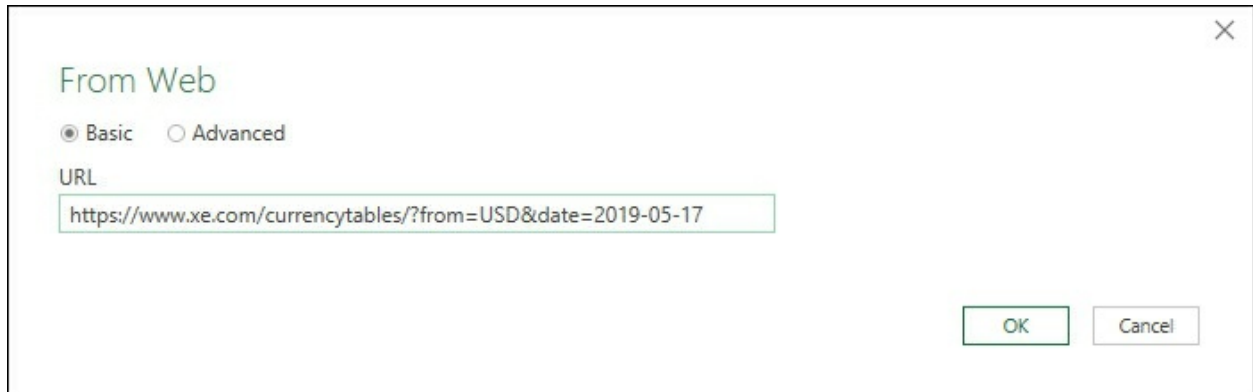 From Web
Basic Advanced
URL
https://www.xe.com/currencytables/?from=USD&date=2019-05-17
OK Cancel